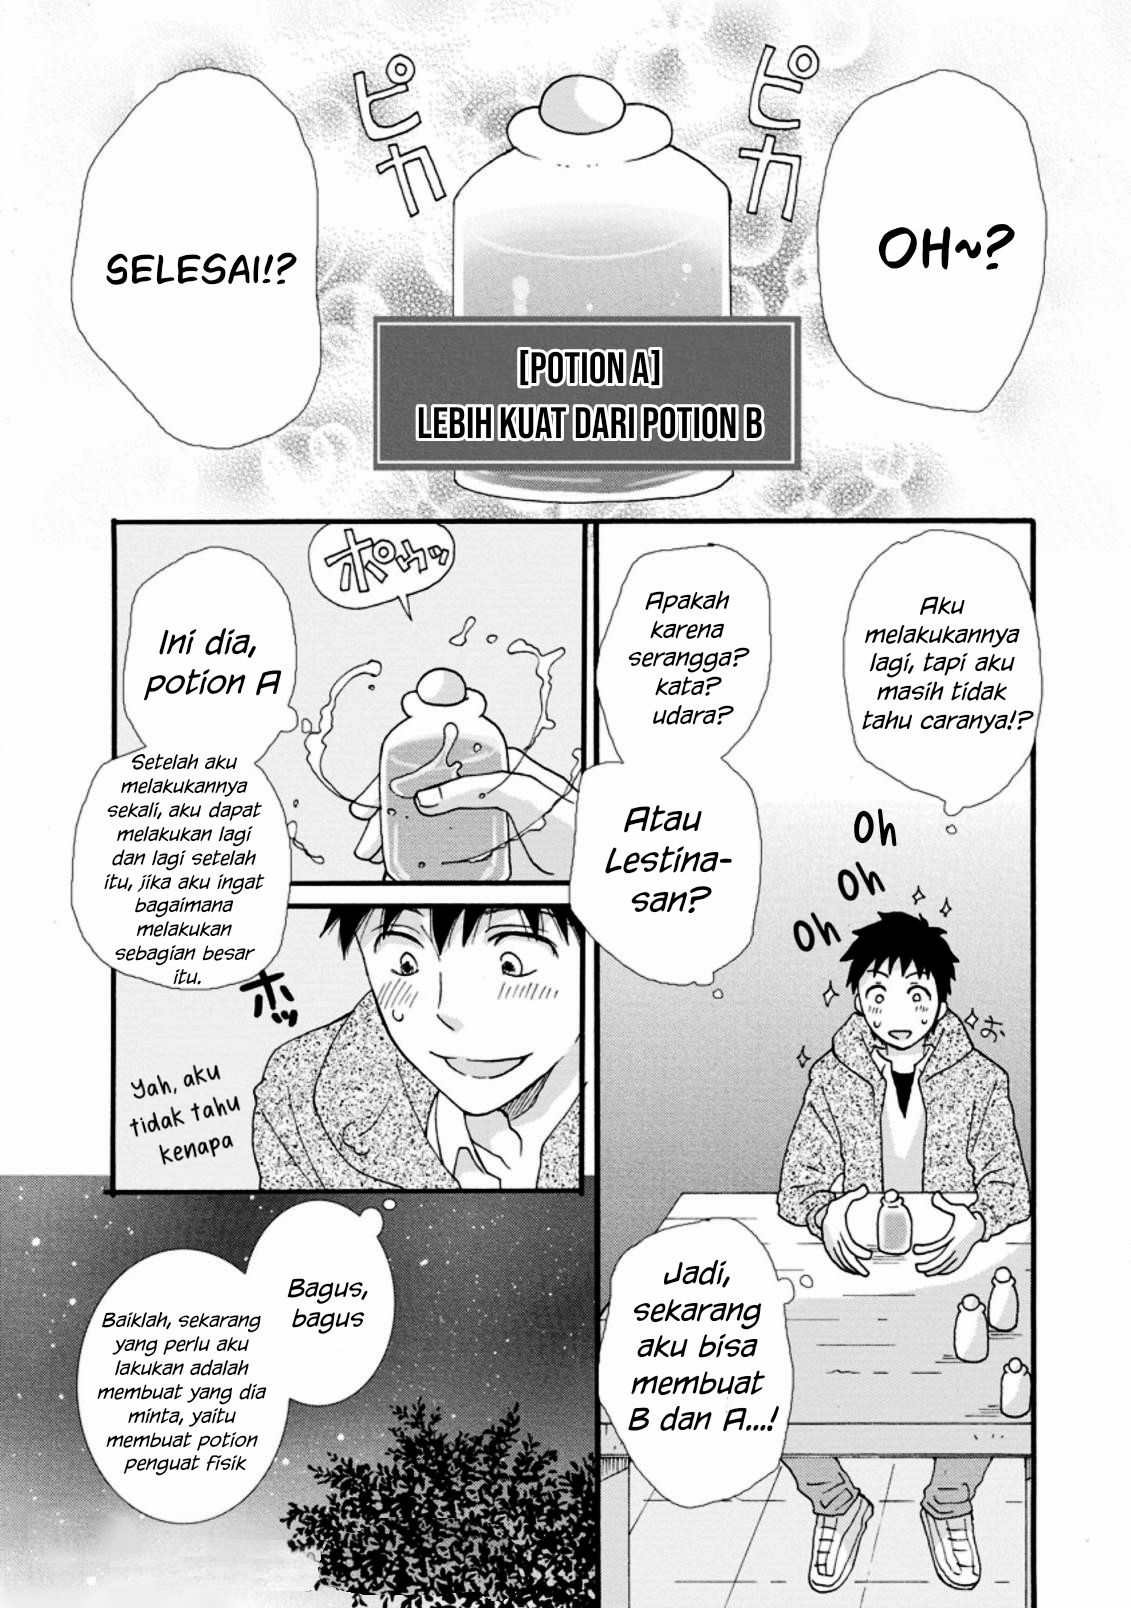 OH~?
ピカ
ピカ
SELESAI!?
[POTION A]
LEBIH KUAT DARI POTION B
Aku
melakukannya
lagi, tapi aku
masih tidak
tahu caranya!?
Apakah
karena
serangga?
kata?
udara?
Atau
Lestina-
san?
Oh
Oh
Oh
お
Jadi,
sekarang
aku bisa
membuat
B dan A...!
ポゥッ
Ini dia,
potion A
Setelah aku
melakukannya
sekali, aku dapat
melakukan lagi
dan lagi setelah
itu, jika aku ingat
bagaimana
melakukan
sebagian besar
itu.
ホッ
Yah, aku
tidak tahu
kenapa
Bagus,
bagus
Baiklah, sekarang
yang perlu aku
lakukan adalah
membuat yang dia
minta, yaitu
membuat potion
penguat fisik